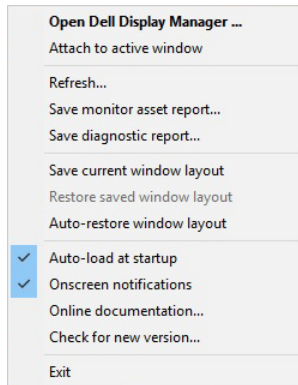 Open Dell Display Manager ...
Attach to active window
Refresh...
Save monitor asset report...
Save diagnostic report...
Save current window layout
Restore saved window layout
Auto-restore window layout
Auto-load at startup
Onscreen notifications
Online documentation...
Check for new version...
Exit